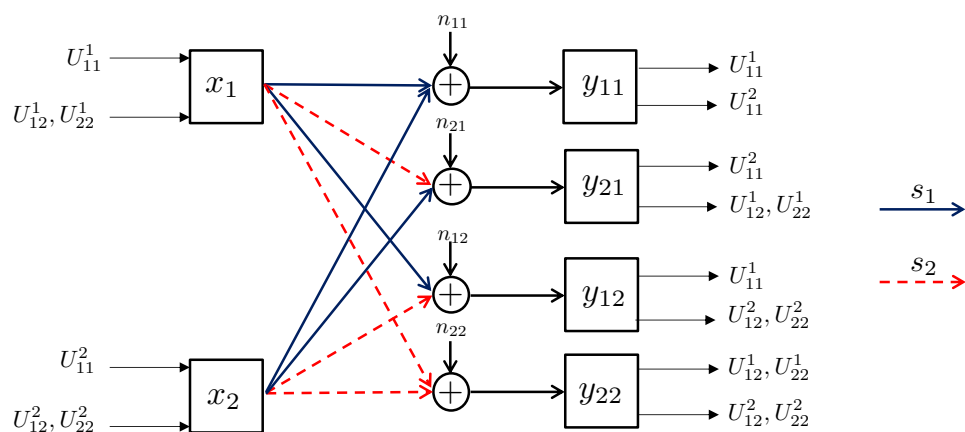 n_{11}
U_{11}^{1}
x_1
+
y_{11}
U_{11}^{1}
U_{11}^{2}
U_{12}^{1}, U_{22}^{1}
n_{21}
+
y_{21}
U_{11}^{2}
U_{12}^{1}, U_{22}^{1}
s_1
n_{12}
+
y_{12}
U_{11}^{1}
U_{12}^{2}, U_{22}^{2}
s_2
n_{22}
U_{11}^{2}
x_2
+
y_{22}
U_{12}^{1}, U_{22}^{1}
U_{12}^{2}, U_{22}^{2}
U_{12}^{2}, U_{22}^{2}